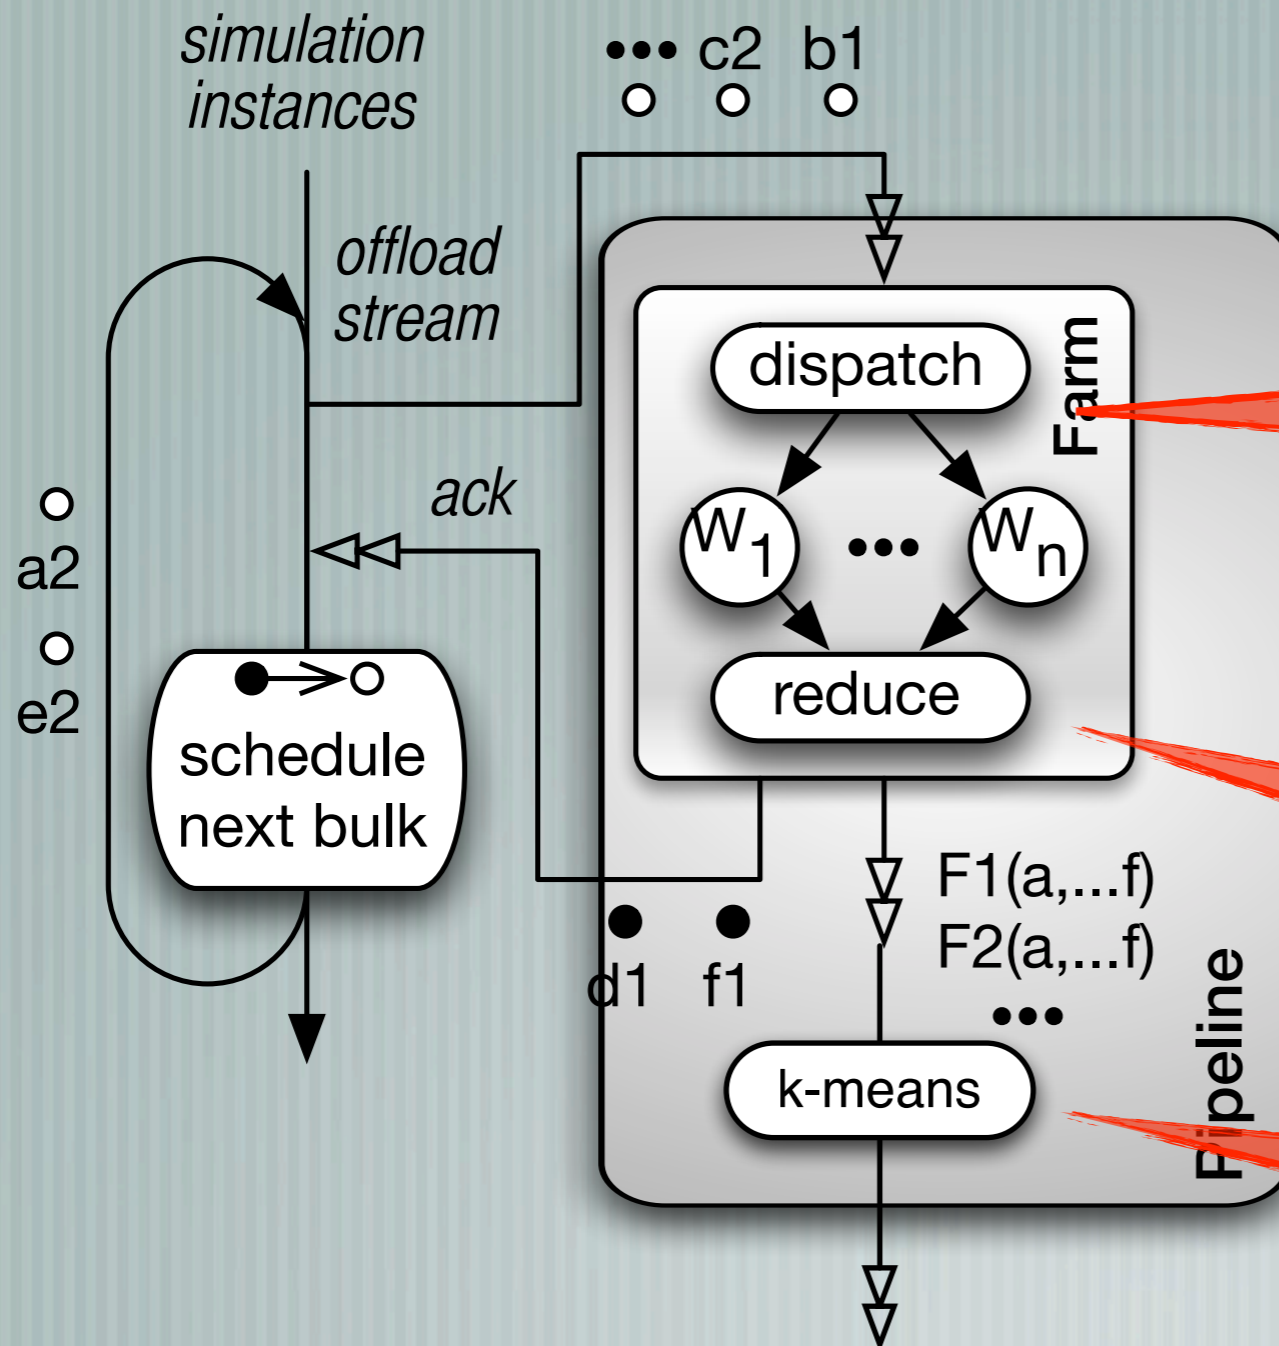 simulation
instances
••• c2 b1
offload
stream
dispatch
Farm
ack
W1 ••• Wn
a2
e2
reduce
schedule
next bulk
F1(a,...f)
F2(a,...f)
•••
d1 f1
k-means
Pipeline